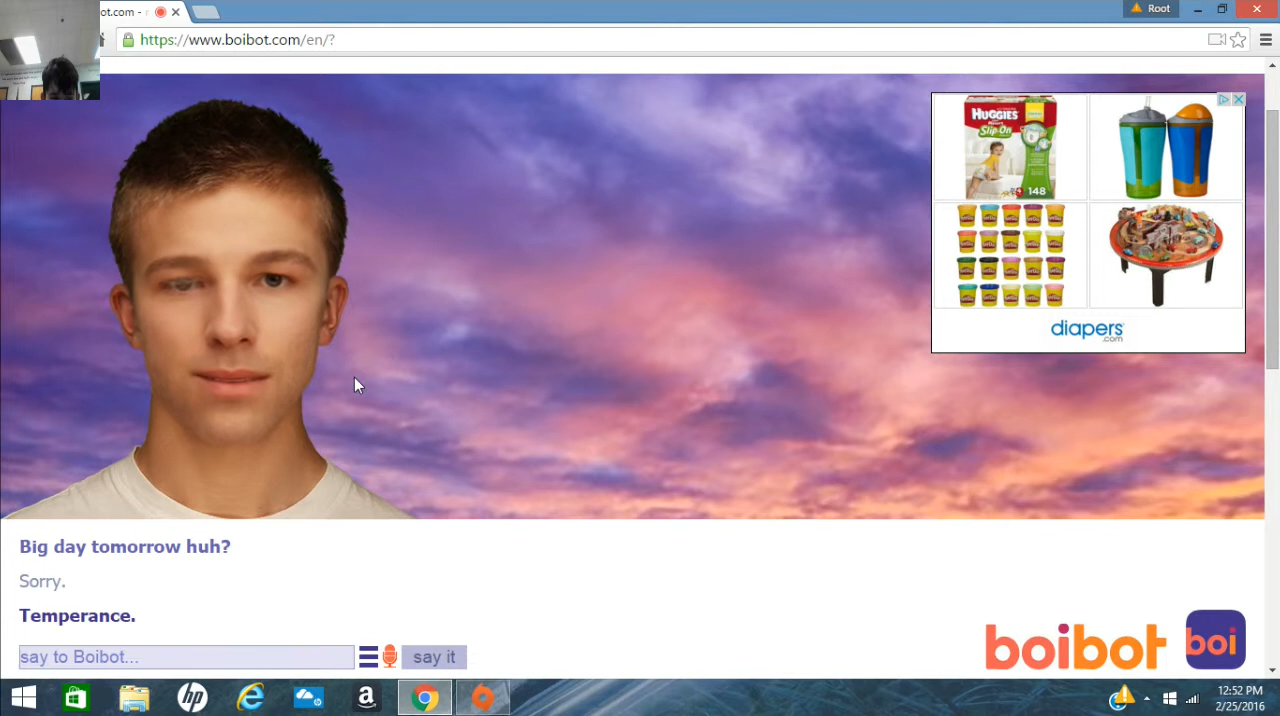 ot.com -
Root
https://www.boibot.com/en/?
HUGGIES
Slip-On
148
diapers
.com
Big day tomorrow huh?
Sorry.
Temperance.
say to Boibot...
say it
boibot
boi
hp
a
12:52 PM
2/25/2016